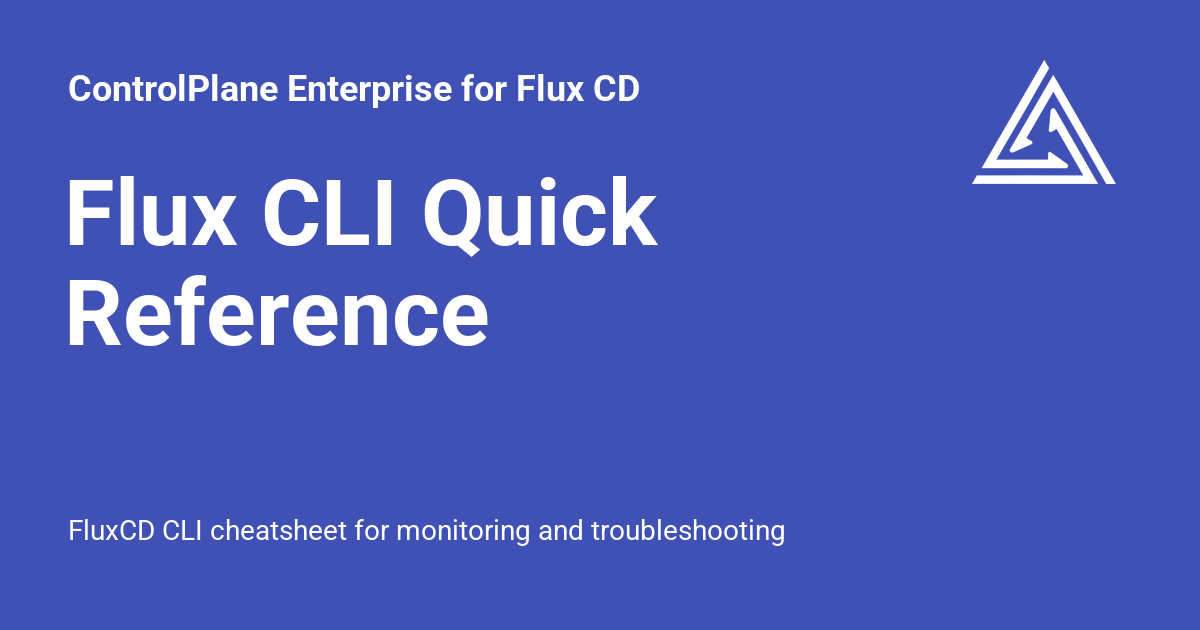 ControlPlane Enterprise for Flux CD
Flux CLI Quick
Reference
FluxCD CLI cheatsheet for monitoring and troubleshooting